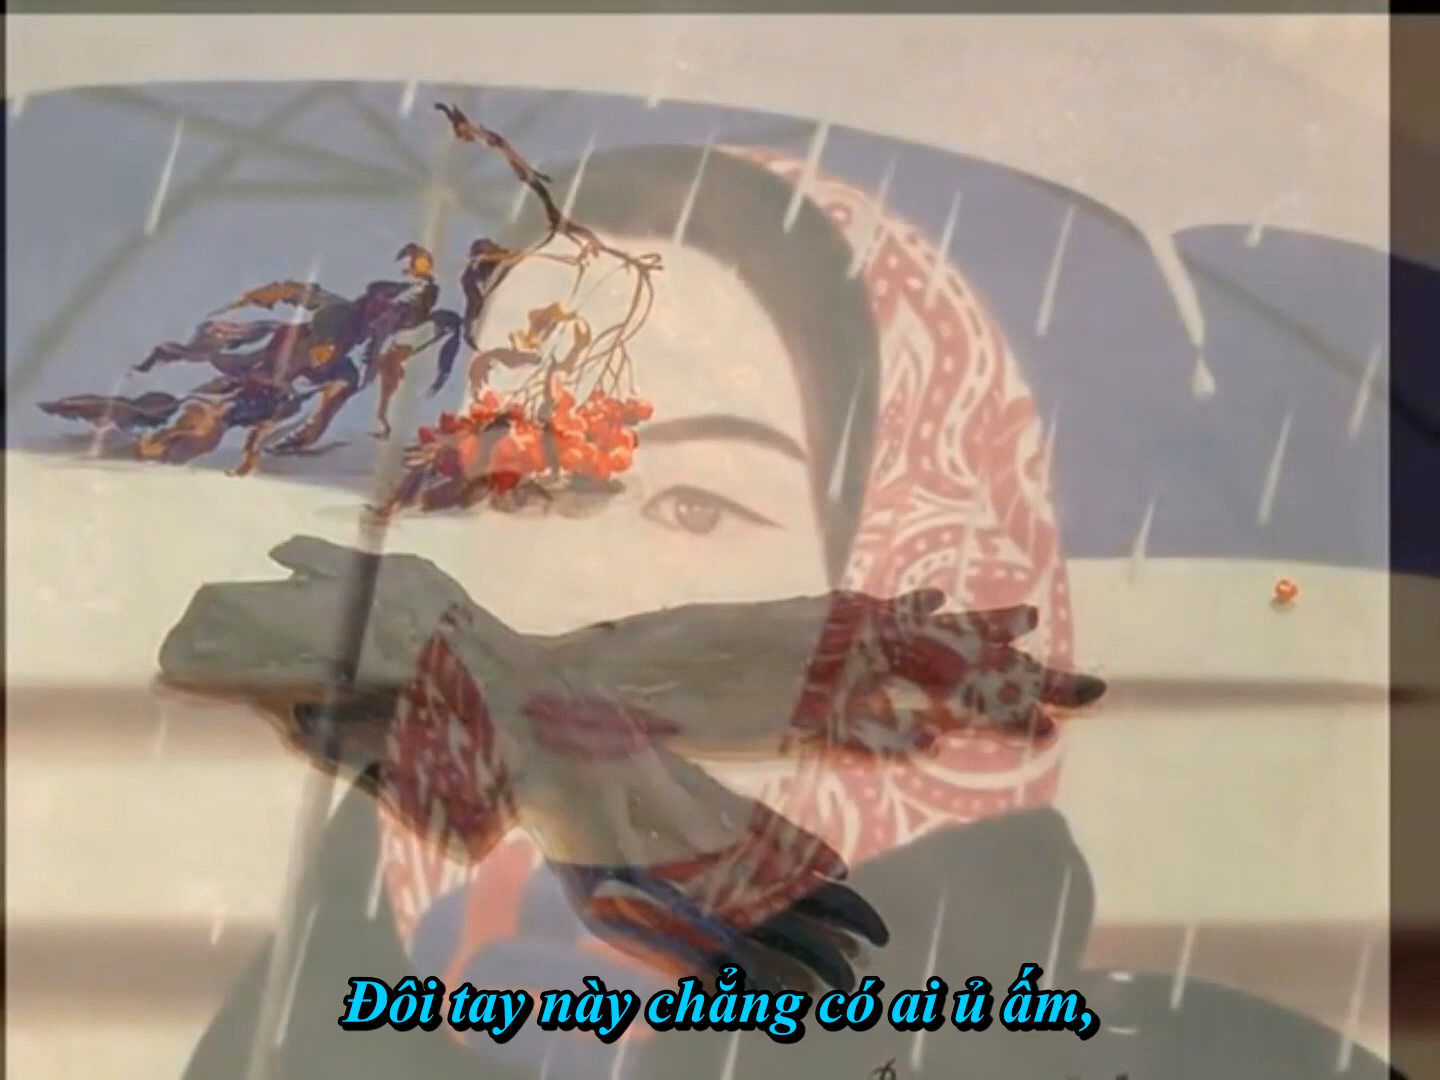 Đôi tay này chẳng có ai ủ ấm,